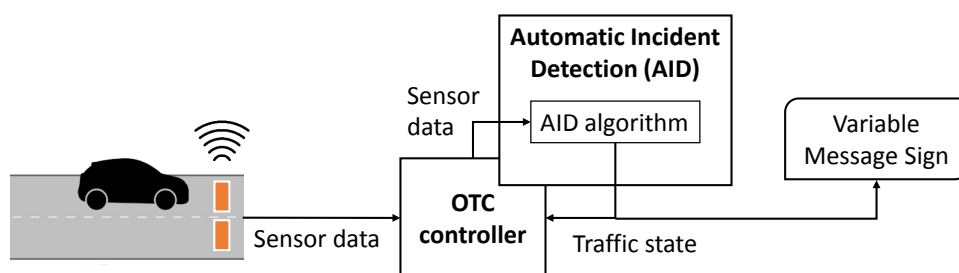 Automatic Incident
Detection (AID)
Sensor
data
AID algorithm
Variable
Message Sign
OTC
controller
Sensor data
Traffic state